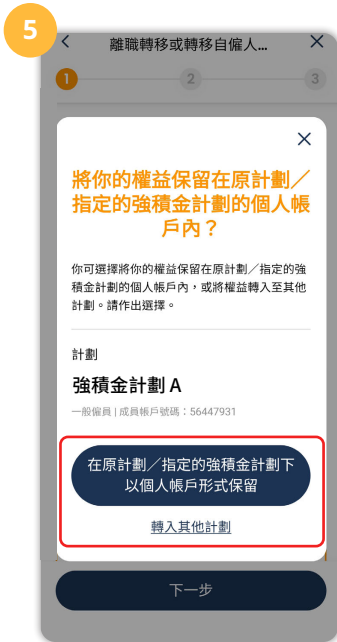 5
離職轉移或轉移自僱人...
1 2 3
將你的權益保留在原計劃／
指定的強積金計劃的個人帳
戶內？
你可選擇將你的權益保留在原計劃／指定的強
積金計劃的個人帳戶內，或將權益轉入至其他
計劃。請作出選擇。
計劃
強積金計劃 A
一般僱員 | 成員帳戶號碼：56447931
在原計劃／指定的強積金計劃下
以個人帳戶形式保留
轉入其他計劃
下一步